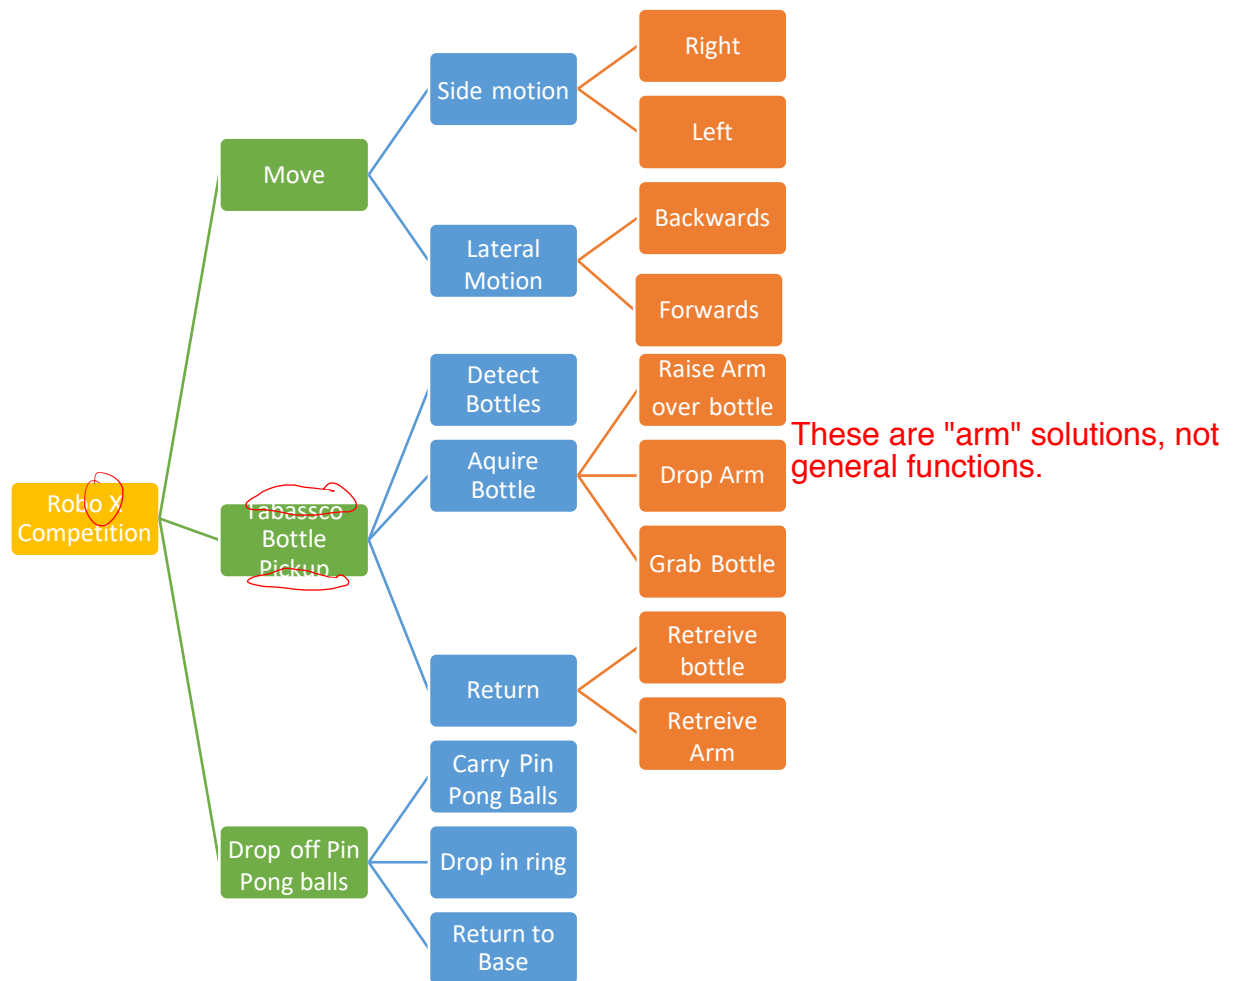 Right
Side motion
Left
Move
Backwards
Lateral
Motion
Forwards
Detect
Bottles
Raise Arm
over bottle
These are "arm" solutions, not
general functions.
Aquire
Bottle
Drop Arm
Robo X
Competition
Tabassco
Bottle
Pickup
Grab Bottle
Retreive
bottle
Return
Retreive
Arm
Carry Pin
Pong Balls
Drop off Pin
Pong balls
Drop in ring
Return to
Base